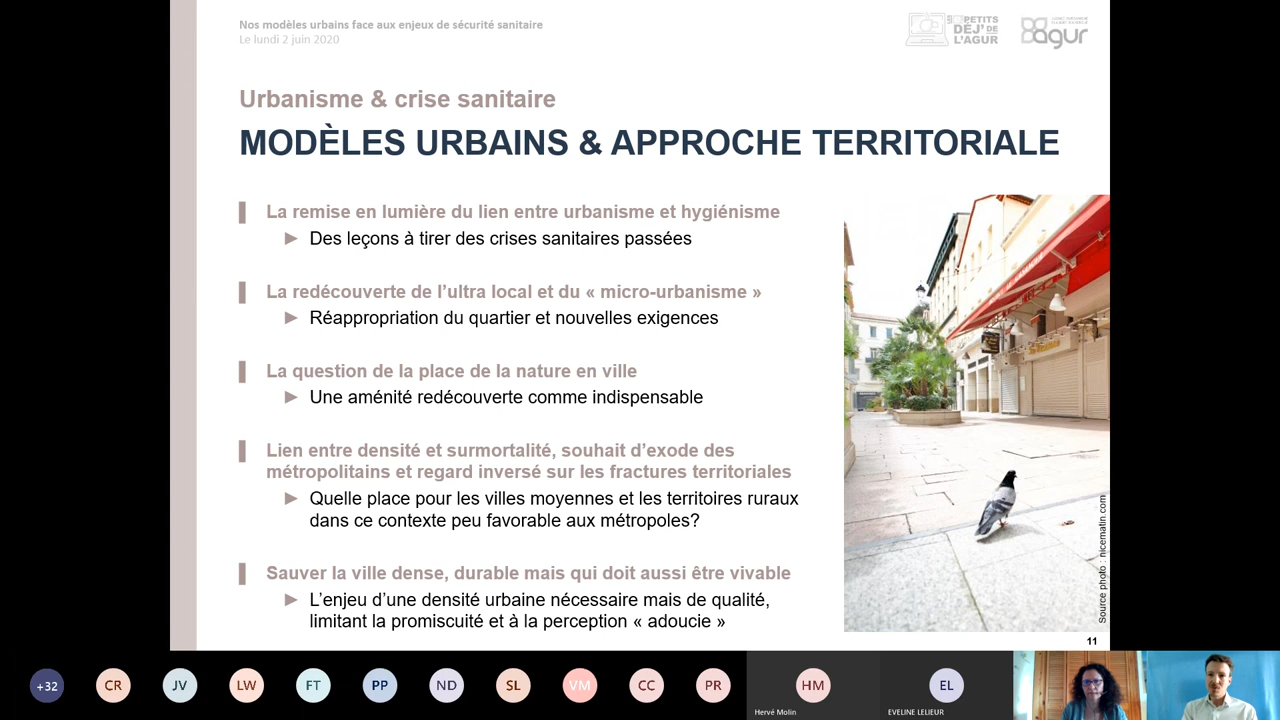 Nos modèles urbains face aux enjeux de sécurité sanitaire
Le lundi 2 juin 2020
PETITS
DÉJ' DE
L'AGUR
agur
Urbanisme & crise sanitaire
MODÈLES URBAINS & APPROCHE TERRITORIALE
La remise en lumière du lien entre urbanisme et hygiénisme
► Des leçons à tirer des crises sanitaires passées
La redécouverte de l'ultra local et du « micro-urbanisme »
► Réappropriation du quartier et nouvelles exigences
La question de la place de la nature en ville
► Une aménité redécouverte comme indispensable
Lien entre densité et surmortalité, souhait d'exode des
métropolitains et regard inversé sur les fractures territoriales
► Quelle place pour les villes moyennes et les territoires ruraux
dans ce contexte peu favorable aux métropoles?
Sauver la ville dense, durable mais qui doit aussi être vivable
► L'enjeu d'une densité urbaine nécessaire mais de qualité,
limitant la promiscuité et à la perception « adoucie »
Source photo : nicematin.com
11
+32
CR
JV
LW
FT
PP
ND
SL
VM
CC
PR
HM
Hervé Molin
EL
EVELINE LELIEUR